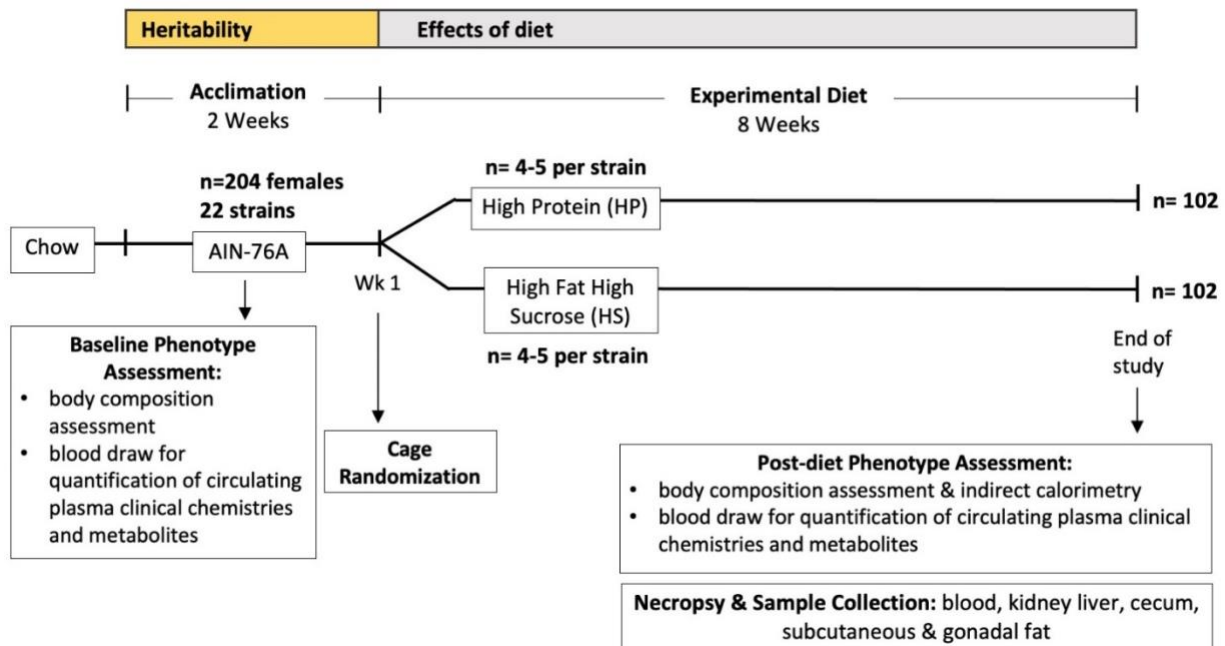 Heritability
Effects of diet
Acclimation
2 Weeks
Experimental Diet
8 Weeks
n=204 females
22 strains
n= 4-5 per strain
High Protein (HP)
n= 102
Chow
AIN-76A
Wk 1
High Fat High
Sucrose (HS)
n= 102
n= 4-5 per strain
End of
study
Baseline Phenotype
Assessment:
• body composition
assessment
• blood draw for
quantification of circulating
plasma clinical chemistries
and metabolites
Cage
Randomization
Post-diet Phenotype Assessment:
• body composition assessment & indirect calorimetry
• blood draw for quantification of circulating plasma clinical
chemistries and metabolites
Necropsy & Sample Collection: blood, kidney liver, cecum,
subcutaneous & gonadal fat